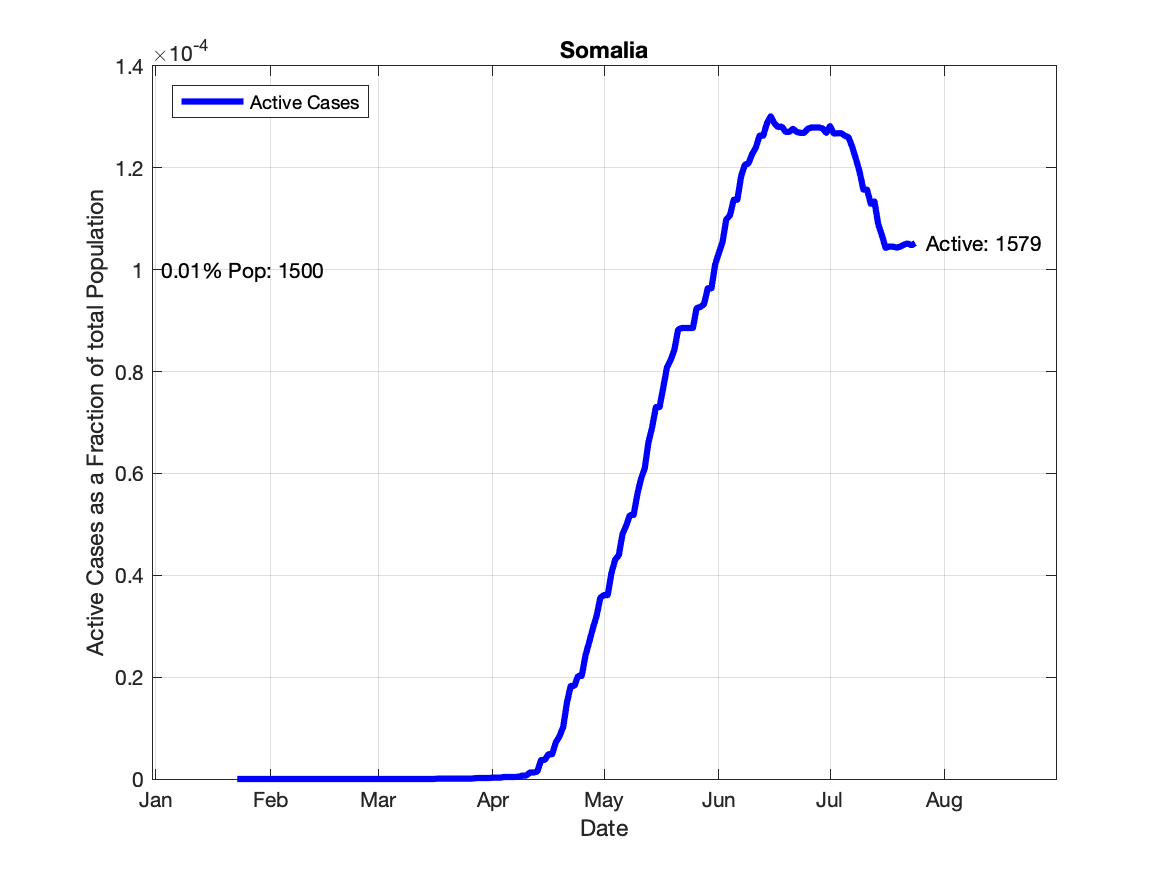 Somalia
×10-4
1.4
1.2
1
0.8
0.6
0.4
0.2
0
Active Cases
0.01% Pop: 1500
Active: 1579
Active Cases as a Fraction of total Population
Jan Feb Mar Apr May Jun Jul Aug
Date